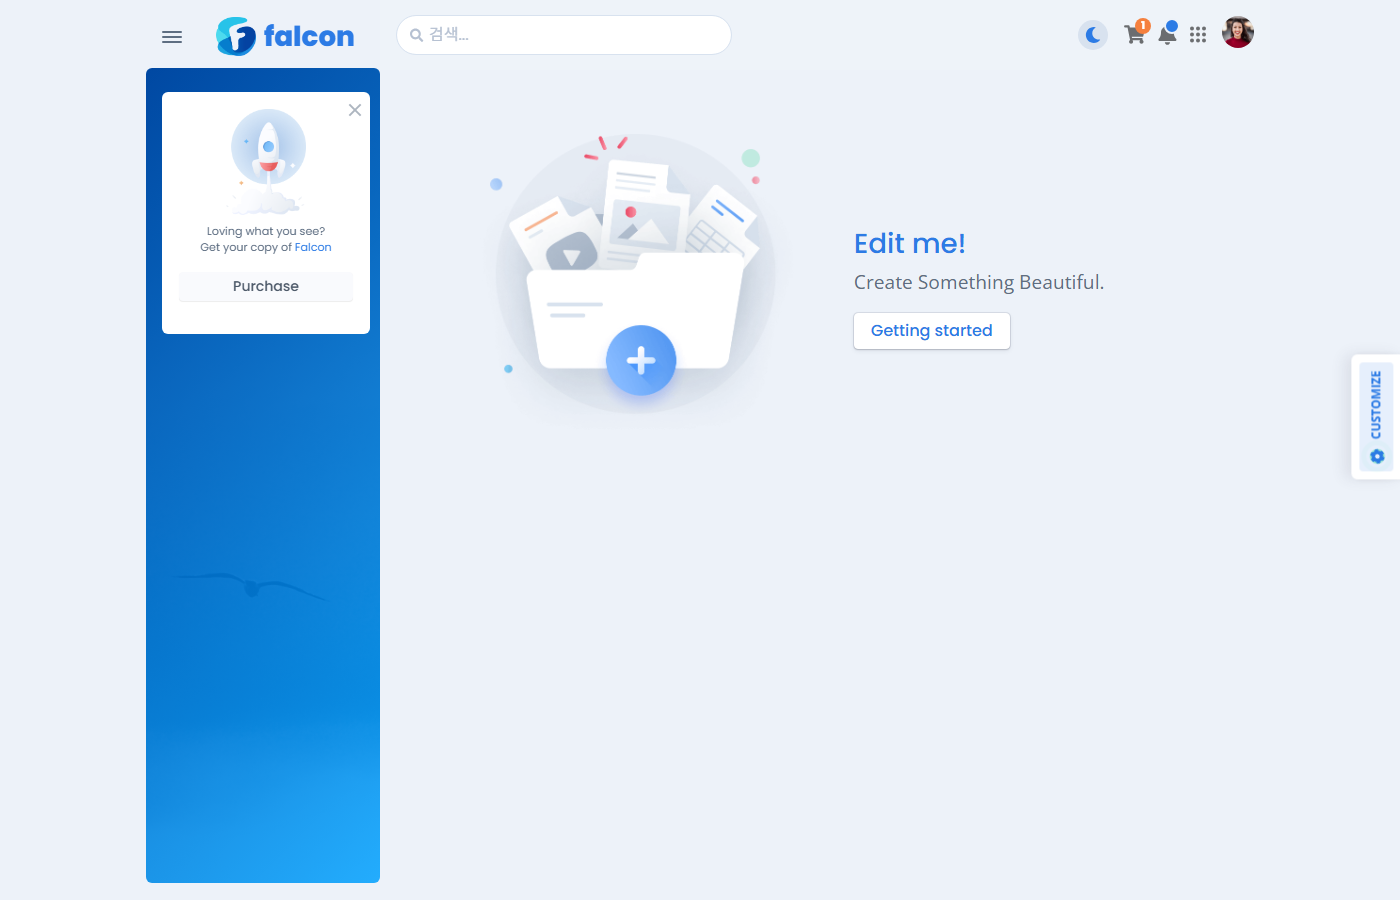 falcon
검색...
1
Loving what you see?
Get your copy of Falcon
Purchase
Edit me!
Create Something Beautiful.
Getting started
CUSTOMIZE